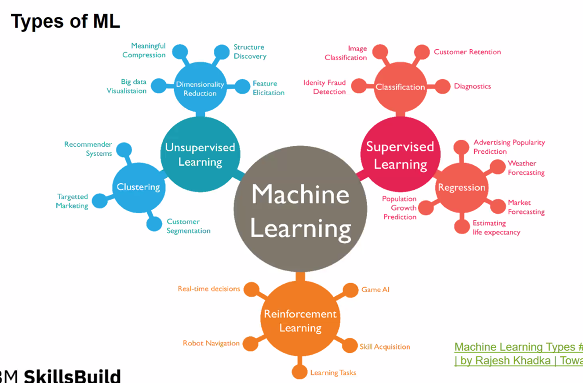 Types of ML
Meaningful
Compression
Structure
Discovery
Big data
Visualistaion
Dimensionality
Reduction
Feature
Elicitation
Image
Classification
Customer Retention
Idenity Fraud
Detection
Classification
Diagnostics
Recommender
Systems
Unsupervised
Learning
Supervised
Learning
Advertising Popularity
Prediction
Weather
Forecasting
Clustering
Targetted
Marketing
Customer
Segmentation
Machine
Learning
Regression
Population
Growth
Prediction
Market
Forecasting
Estimating
life expectancy
Real-time decisions
Game AI
Reinforcement
Learning
Robot Navigation
Skill Acquisition
Learning Tasks
Machine Learning Types #
| by Rajesh Khadka | Towa
BM SkillsBuild